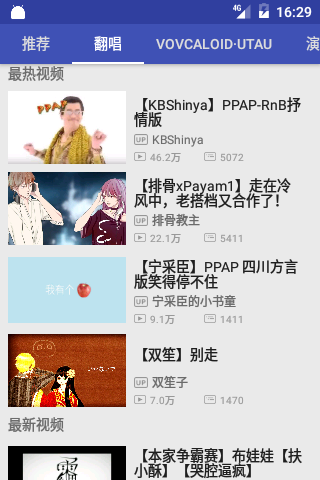 4G 16:29
推荐 翻唱 VOVCALOID·UTAU 演
最热视频
PPAP
【KBShinya】PPAP-RnB抒
情版
UP KBShinya
46.2万 5072
【排骨xPayam1】走在冷
风中，老搭档又合作了！
UP 排骨教主
22.1万 5411
我有个
【宁采臣】PPAP 四川方言
版笑得停不住
UP 宁采臣的小书童
9.1万 1411
【双笙】别走
UP 双笙子
7.0万 1470
最新视频
【本家争霸赛】布娃娃【扶
小酥】【哭腔逼疯】